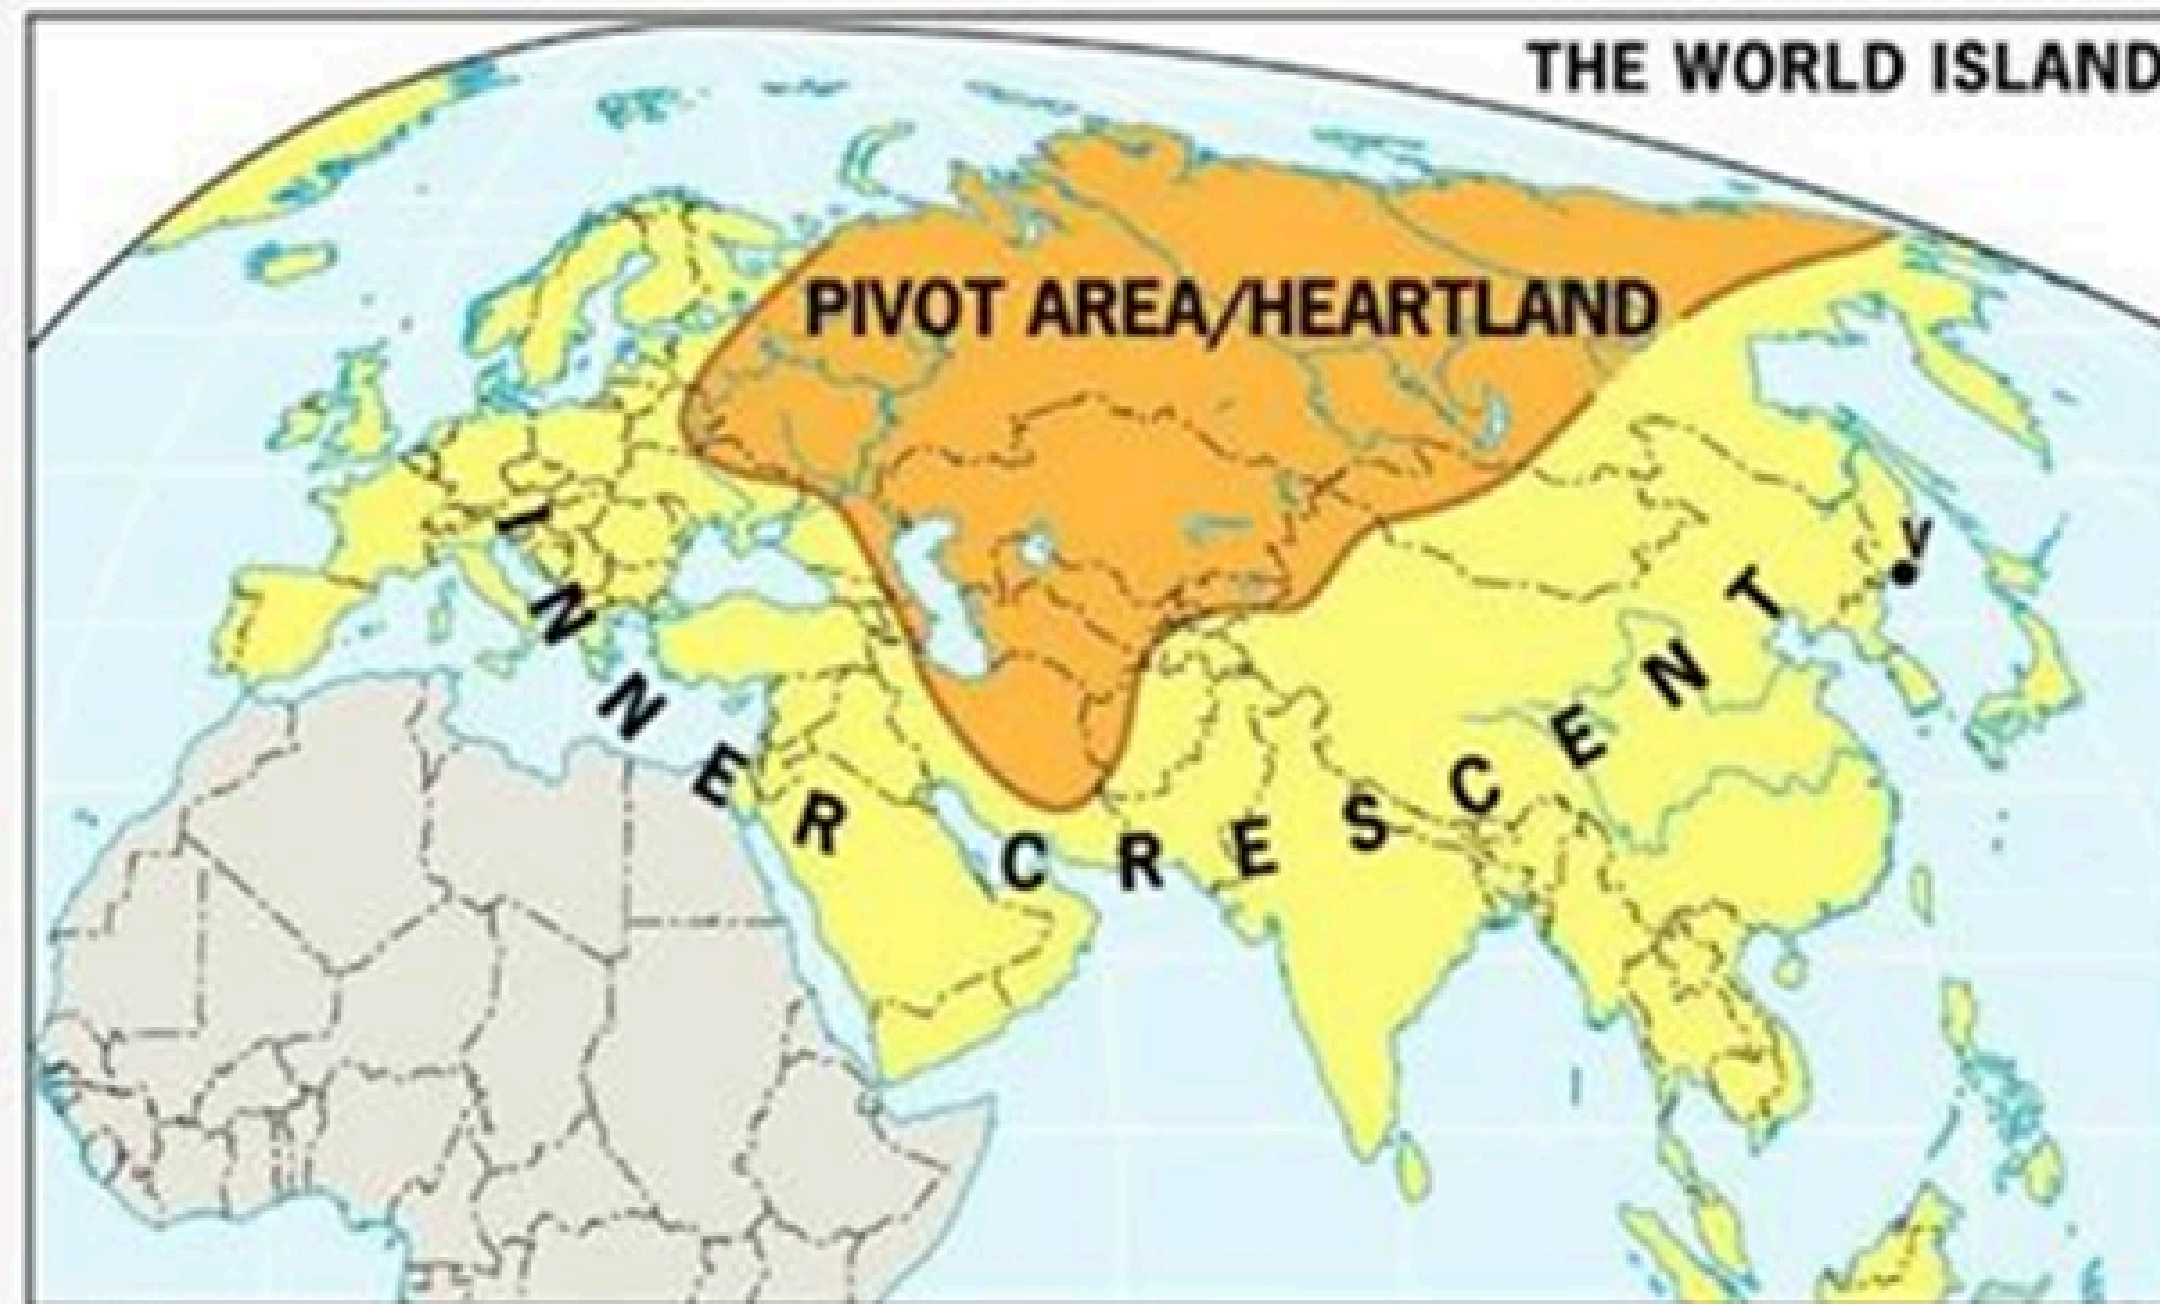 THE WORLD ISLAND
PIVOT AREA/HEARTLAND
INNER CRESCENT
V